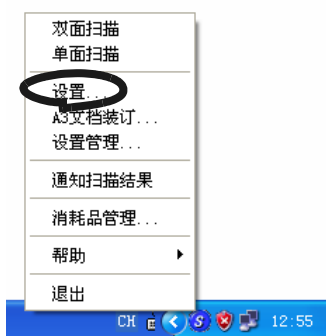 双面扫描
单面扫描
设置...
A3文档装订...
设置管理...
通知扫描结果
消耗品管理...
帮助
退出
CH
S
12:55